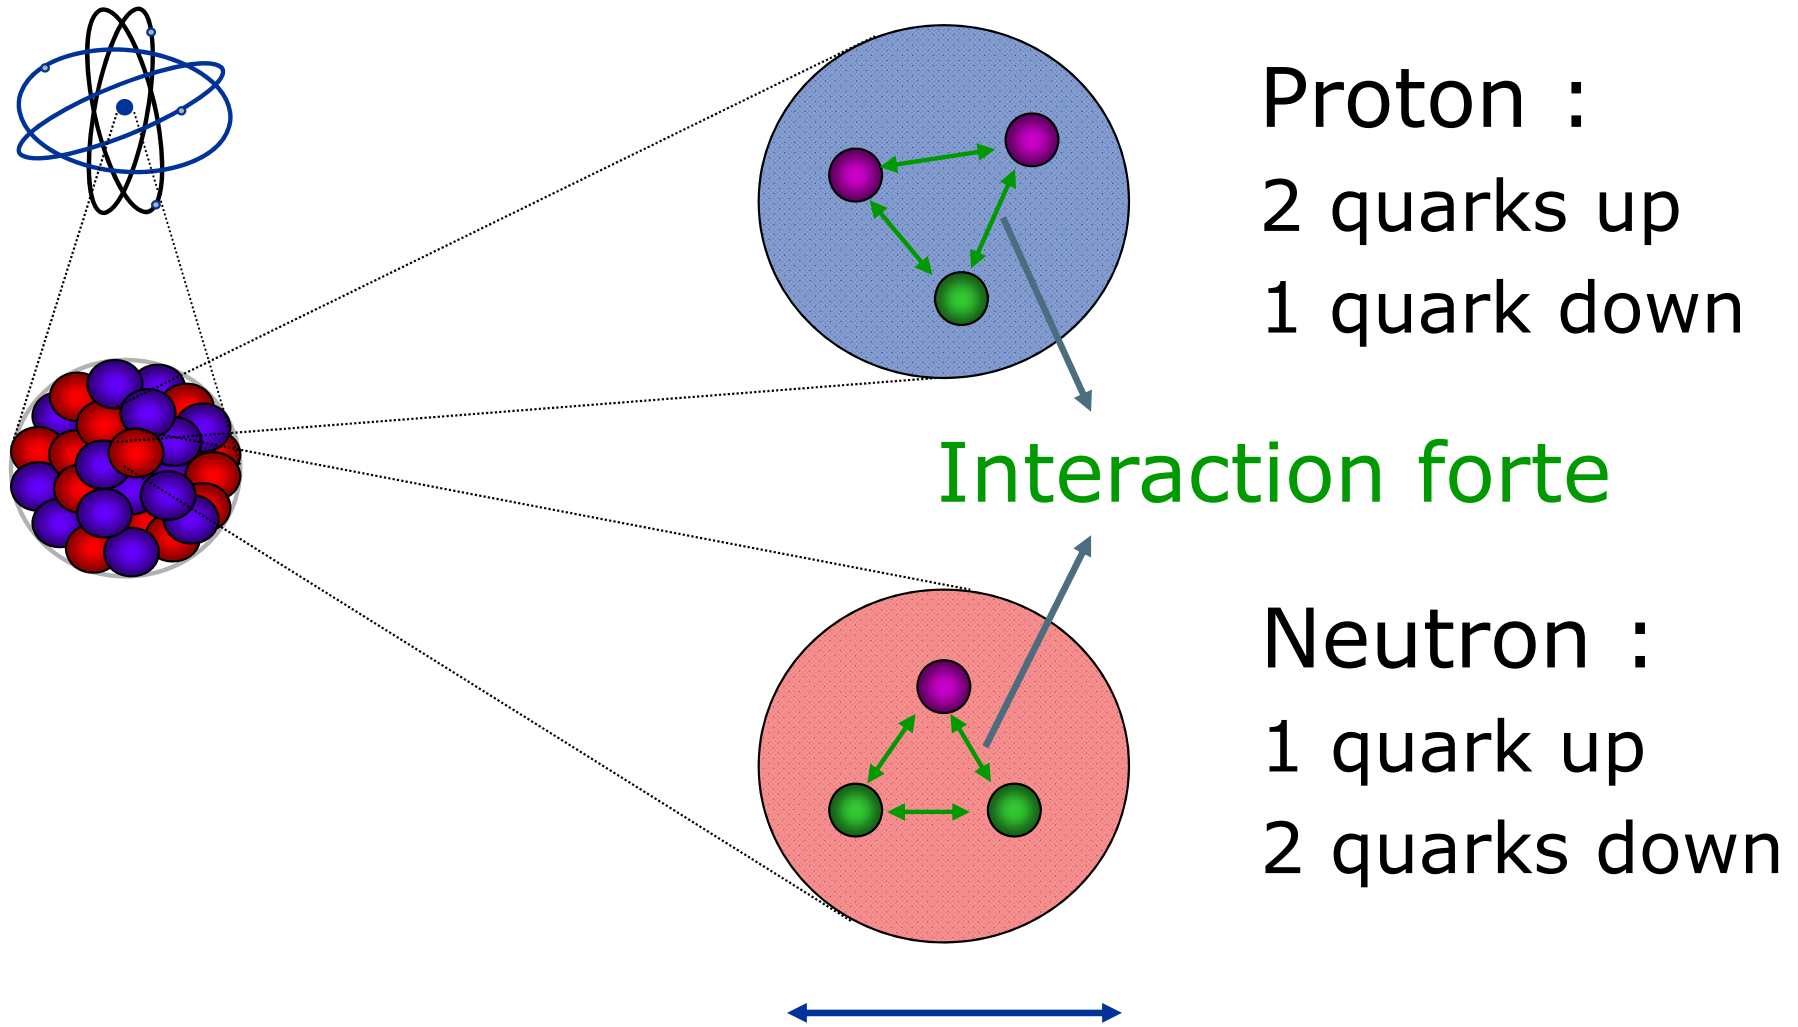 Proton :
2 quarks up
1 quark down
Interaction forte
Neutron :
1 quark up
2 quarks down